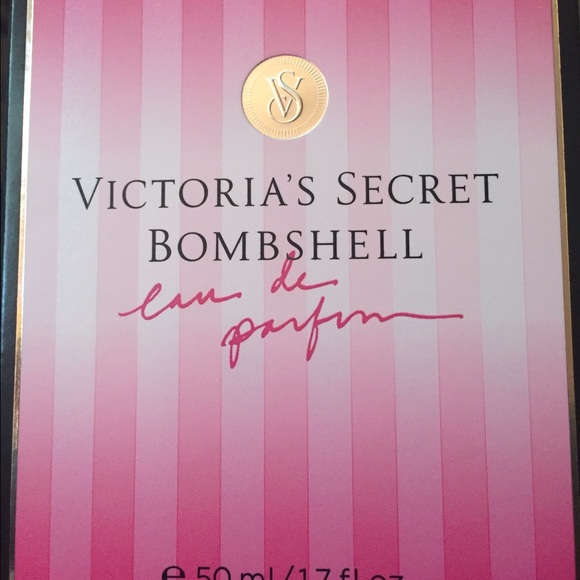 VS
VICTORIA'S SECRET
BOMBSHELL
eau de
parfum
℮ 50 ml/1.7 fl oz